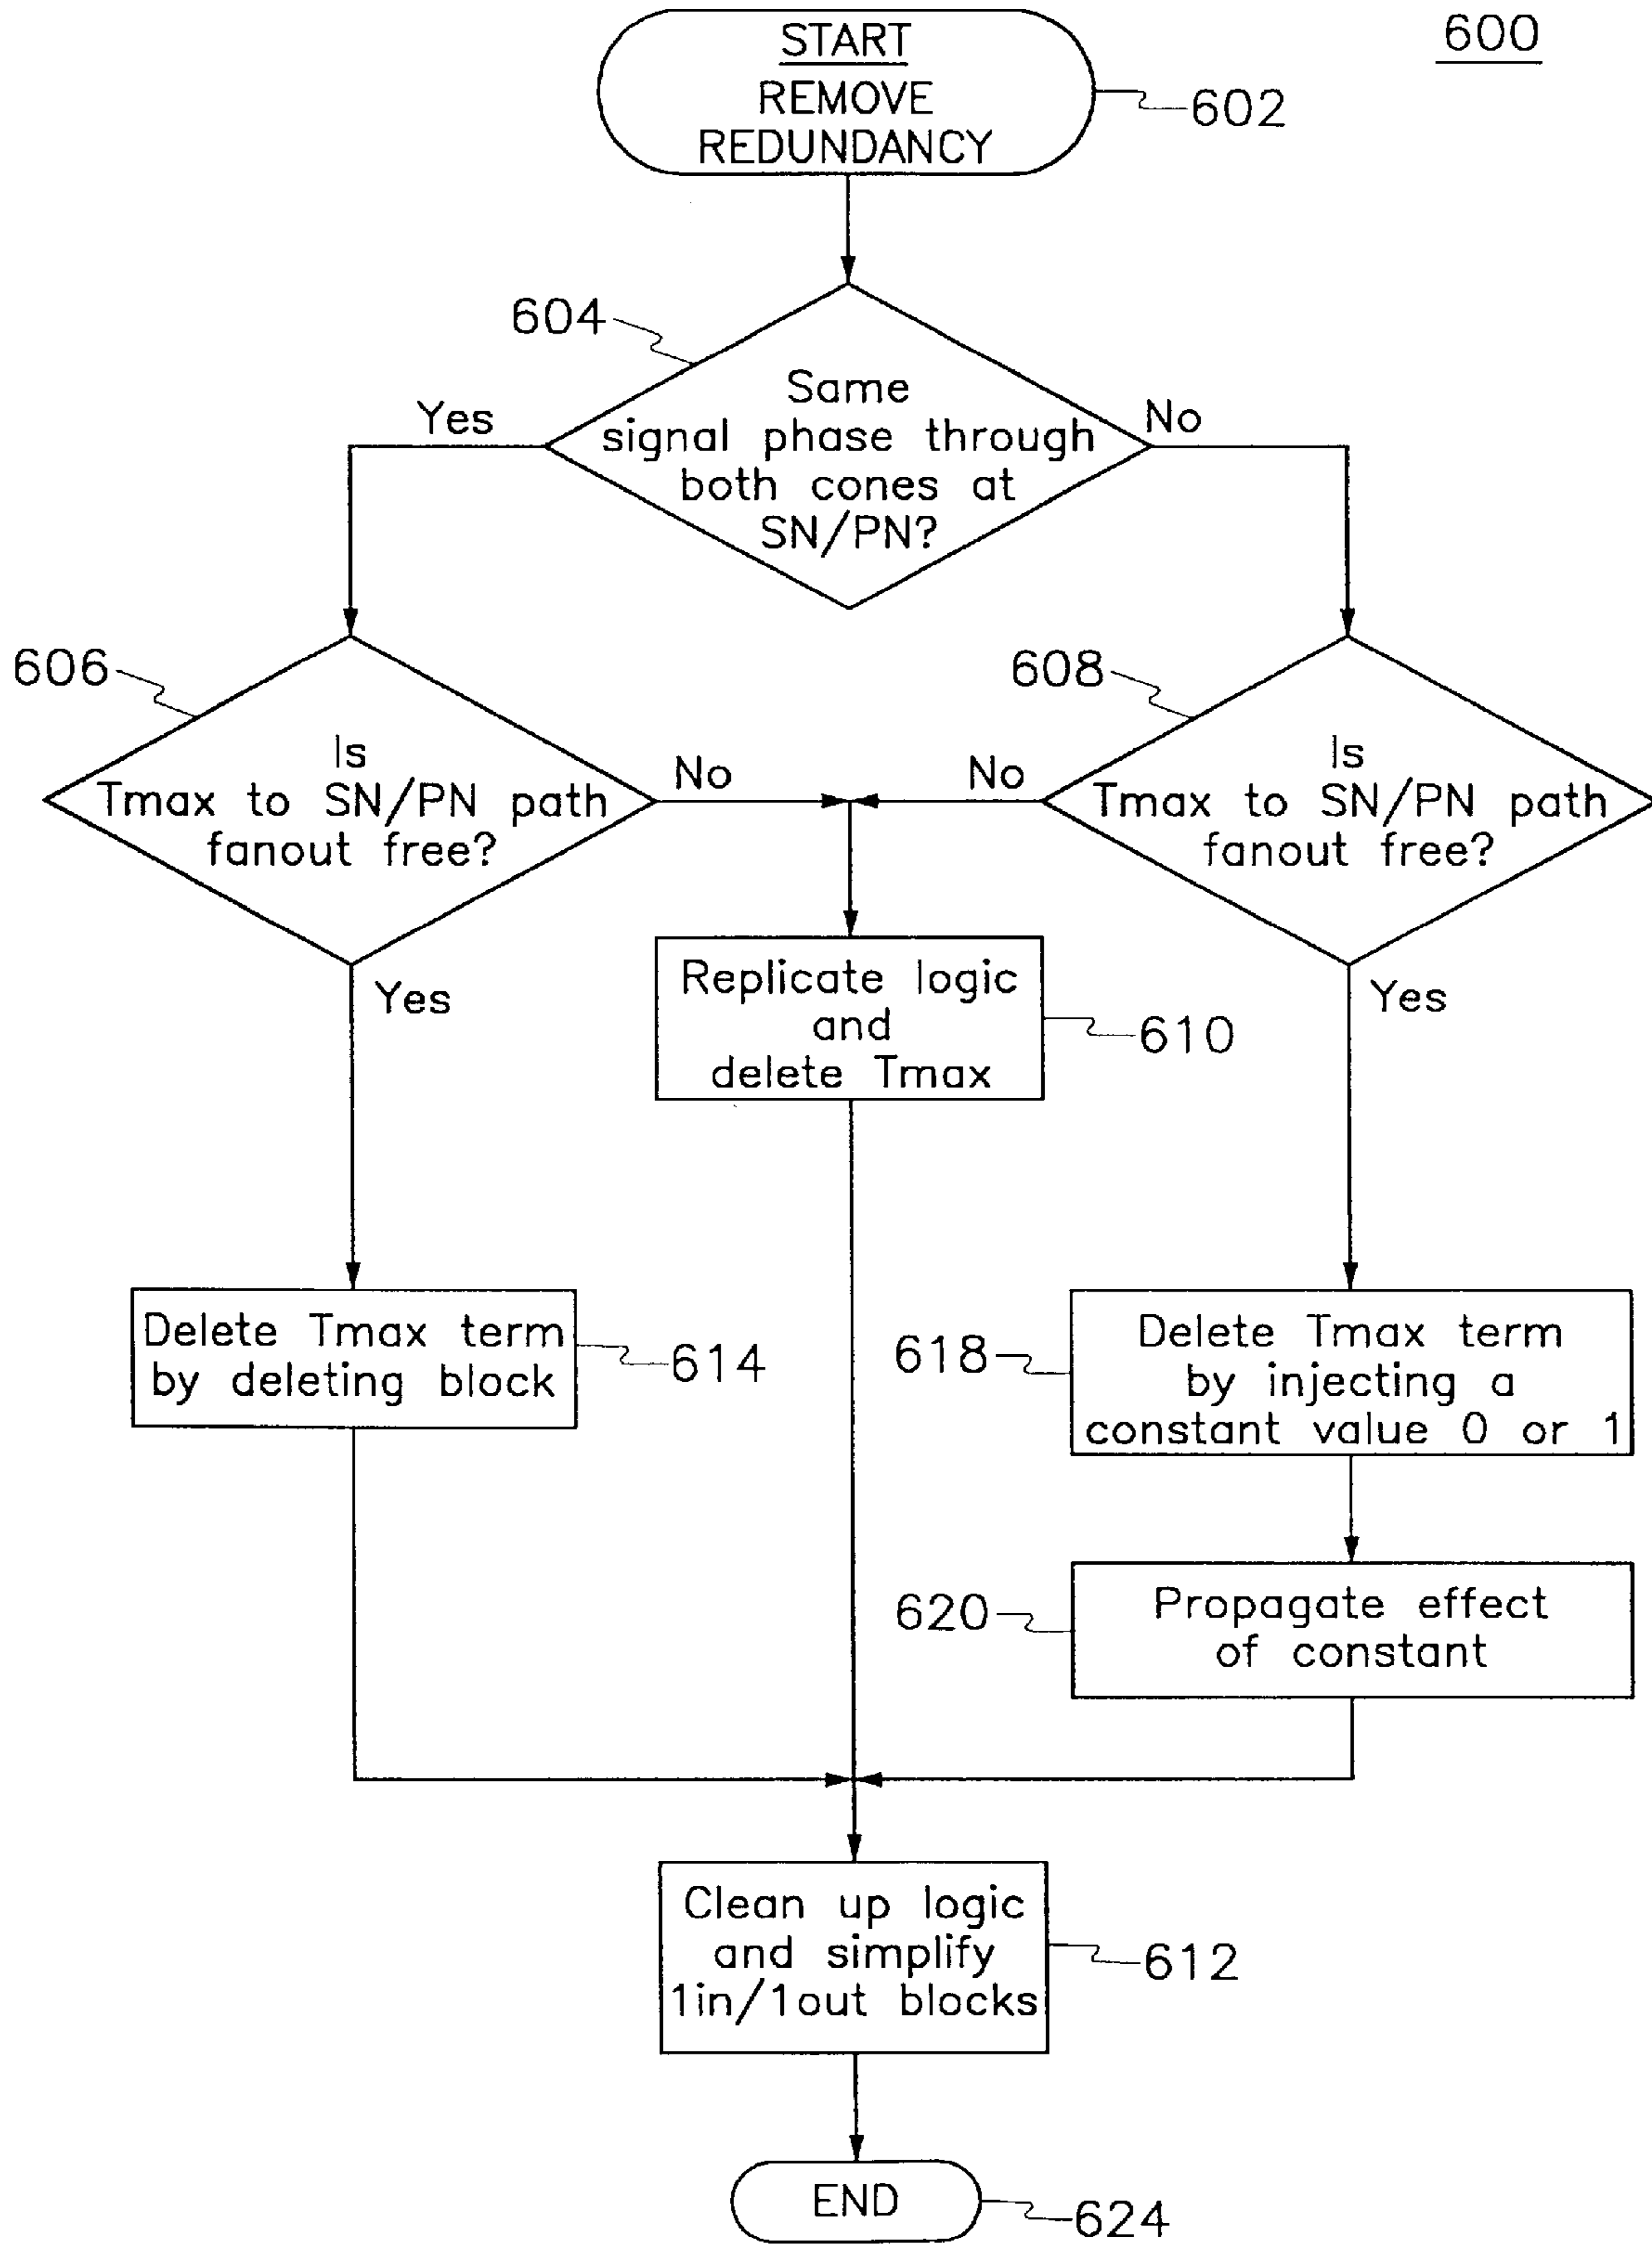 600
START
REMOVE
REDUNDANCY
602
604
Same
signal phase through
both cones at
SN/PN?
Yes
No
606
Is
Tmax to SN/PN path
fanout free?
No
Yes
608
Is
Tmax to SN/PN path
fanout free?
No
Yes
Replicate logic
and
delete Tmax
610
Delete Tmax term
by deleting block
614
618
Delete Tmax term
by injecting a
constant value 0 or 1
620
Propagate effect
of constant
Clean up logic
and simplify
1in/1out blocks
612
END
624